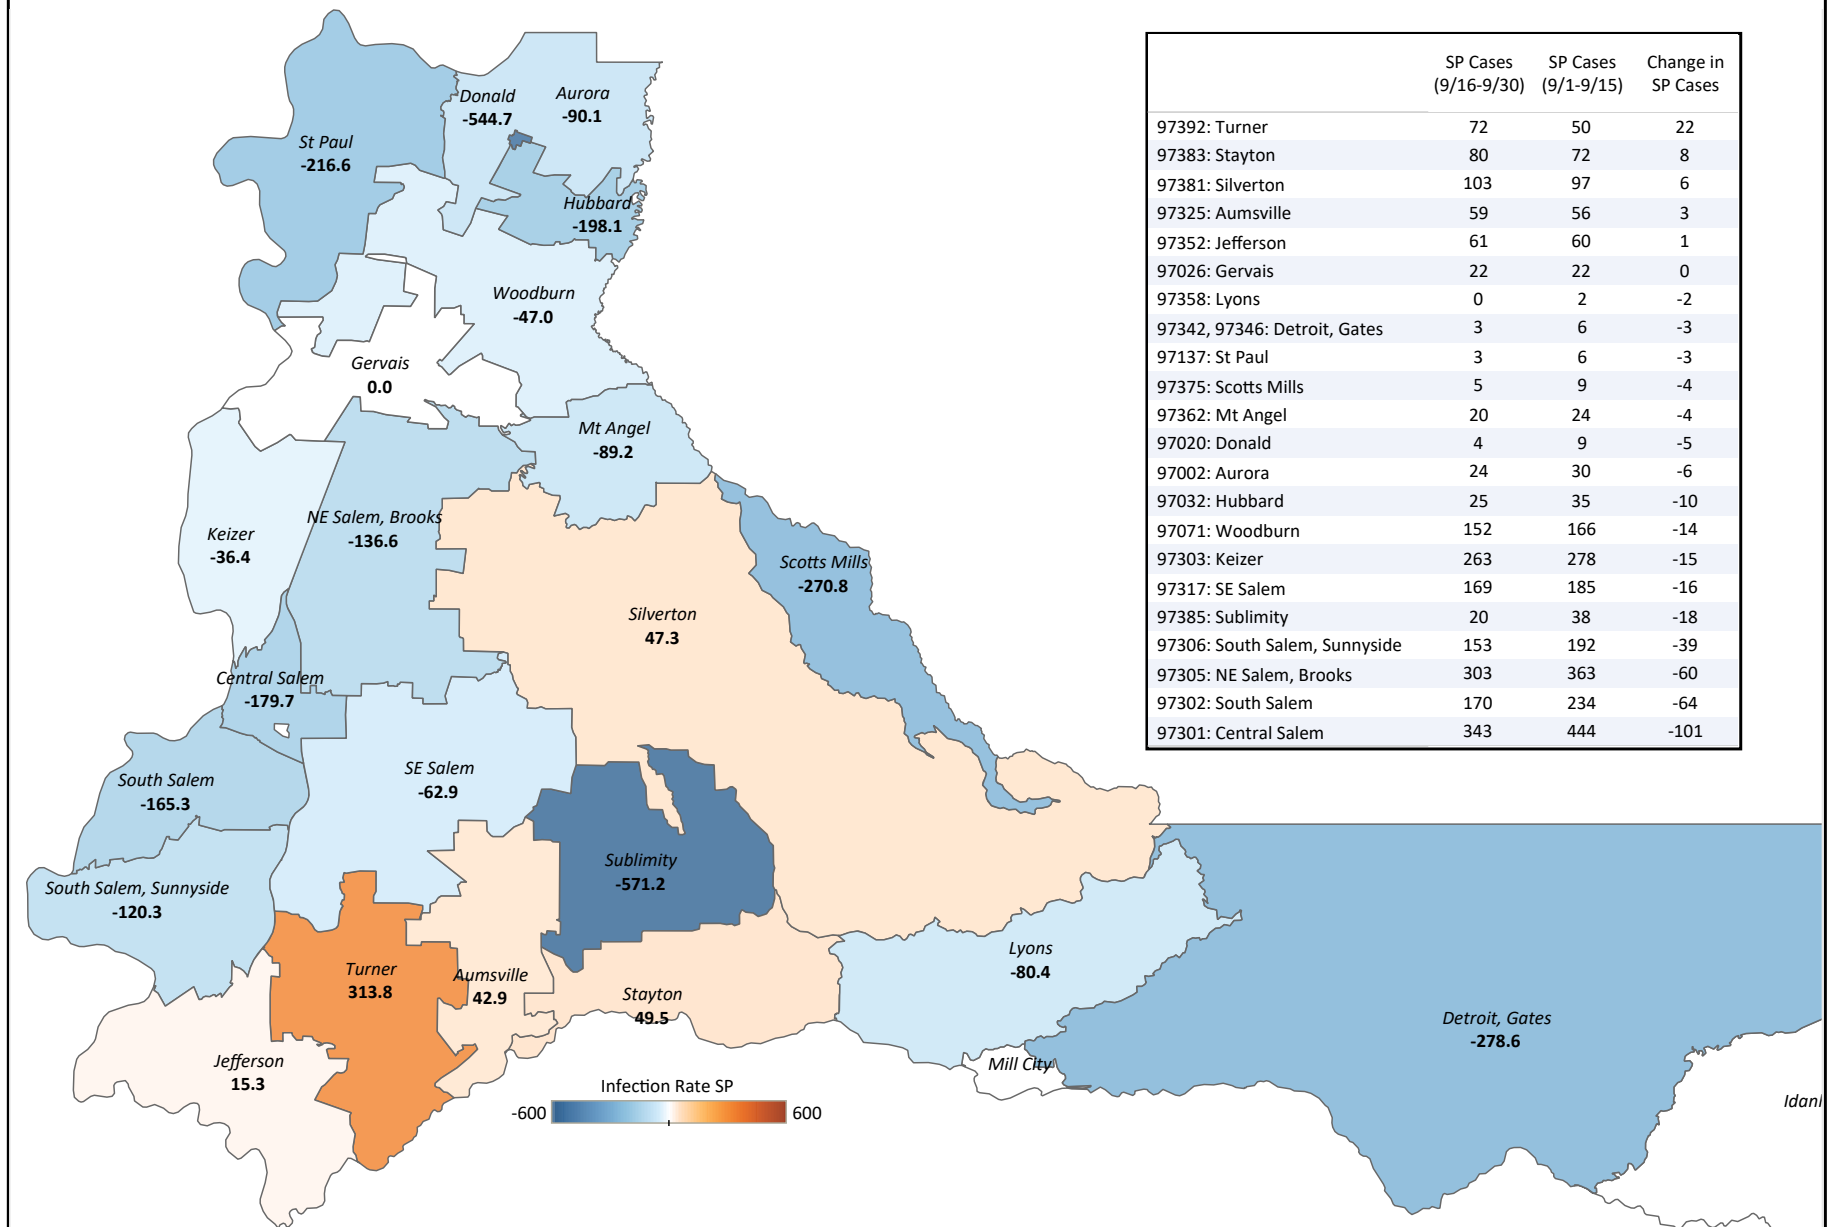 SP Cases SP Cases Change in
(9/16-9/30) (9/1-9/15) SP Cases
97392: Turner 72 50 22
97383: Stayton 80 72 8
97381: Silverton 103 97 6
97325: Aumsville 59 56 3
97352: Jefferson 61 60 1
97026: Gervais 22 22 0
97358: Lyons 0 2 -2
97342, 97346: Detroit, Gates 3 6 -3
97137: St Paul 3 6 -3
97375: Scotts Mills 5 9 -4
97362: Mt Angel 20 24 -4
97020: Donald 4 9 -5
97002: Aurora 24 30 -6
97032: Hubbard 25 35 -10
97071: Woodburn 152 166 -14
97303: Keizer 263 278 -15
97317: SE Salem 169 185 -16
97385: Sublimity 20 38 -18
97306: South Salem, Sunnyside 153 192 -39
97305: NE Salem, Brooks 303 363 -60
97302: South Salem 170 234 -64
97301: Central Salem 343 444 -101
Donald
-544.7
Aurora
-90.1
St Paul
-216.6
Hubbard
-198.1
Woodburn
-47.0
Gervais
0.0
Mt Angel
-89.2
NE Salem, Brooks
-136.6
Keizer
-36.4
Scotts Mills
-270.8
Silverton
47.3
Central Salem
-179.7
South Salem
-165.3
SE Salem
-62.9
Sublimity
-571.2
South Salem, Sunnyside
-120.3
Turner
313.8
Aumsville
42.9
Stayton
49.5
Lyons
-80.4
Detroit, Gates
-278.6
Jefferson
15.3
Mill City
Idanl
Infection Rate SP
-600 600